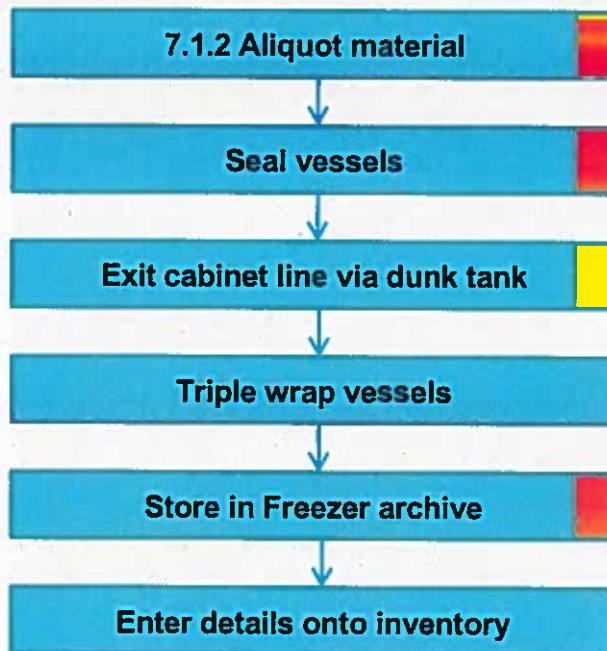 7.1.2 Aliquot material
Seal vessels
Exit cabinet line via dunk tank
Triple wrap vessels
Store in Freezer archive
Enter details onto inventory